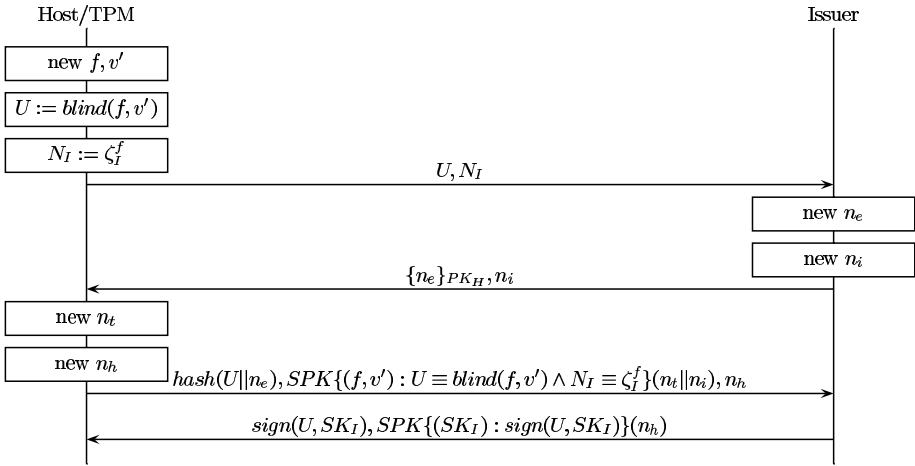 Host/TPM Issuer
new f, v′
U := blind(f, v′)
N_I := ζ_I^f
U, N_I
new n_e
new n_i
{n_e}_{PK_H}, n_i
new n_t
new n_h
hash(U||n_e), SPK{(f, v′) : U ≡ blind(f, v′) ∧ N_I ≡ ζ_I^f}(n_t||n_i), n_h
sign(U, SK_I), SPK{(SK_I) : sign(U, SK_I)}(n_h)